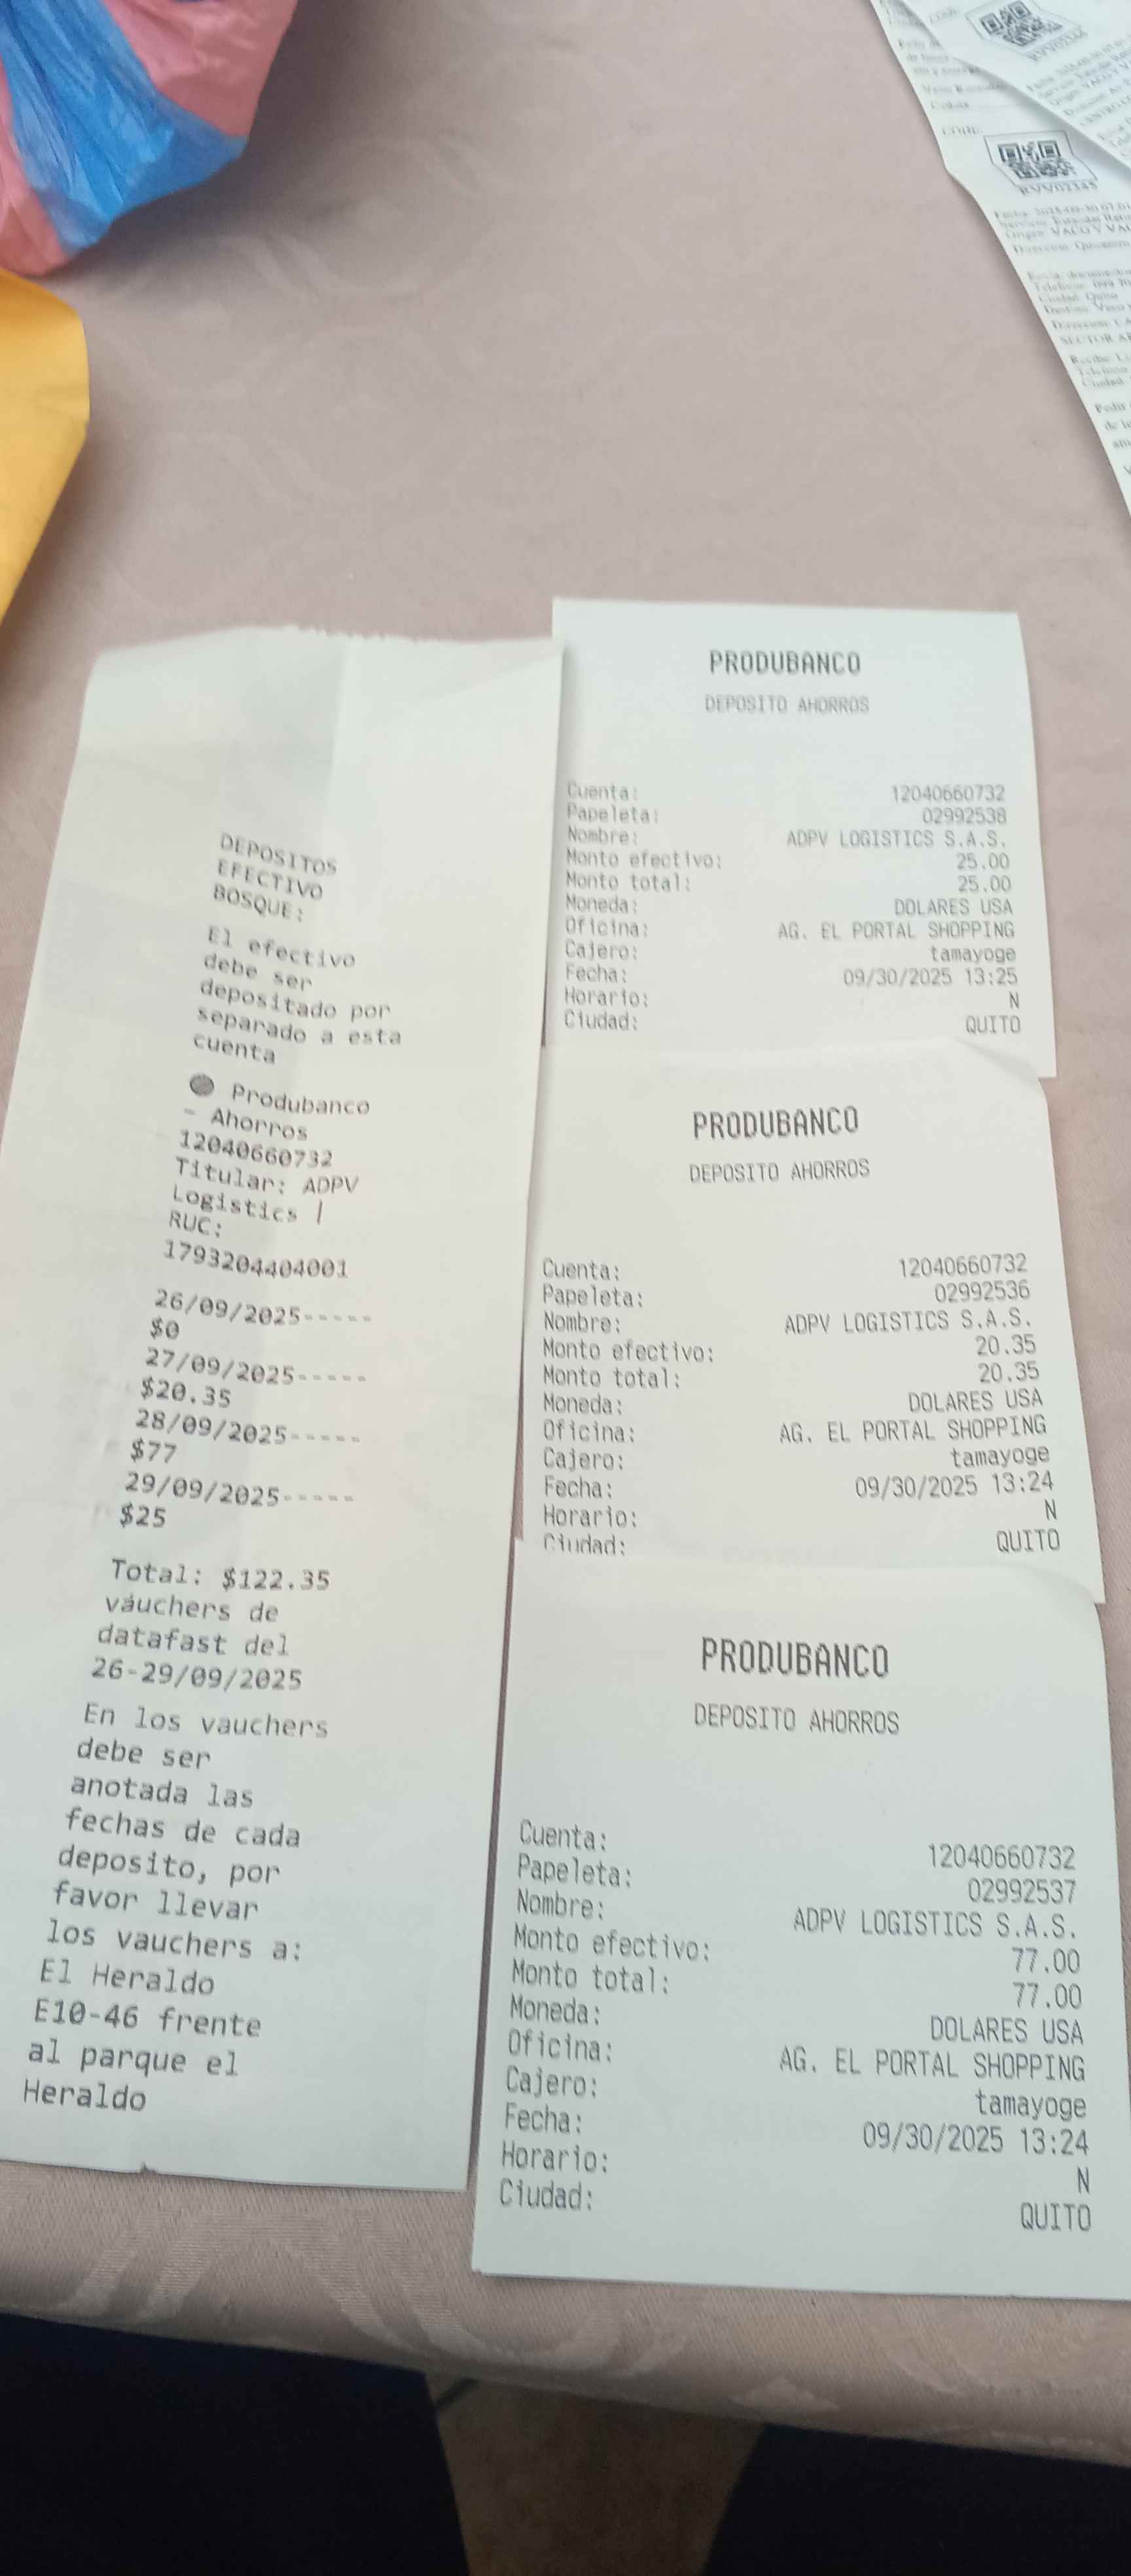 DEPOSITOS
EFECTIVO
BOSQUE:
El efectivo
debe ser
depositado por
separado a esta
cuenta
Produbanco
- Ahorros
12040660732
Titular: ADPV
Logistics |
RUC:
1793204404001
26/09/2025-----
$0
27/09/2025-----
$20.35
28/09/2025-----
$77
29/09/2025-----
$25
Total: $122.35
váuchers de
datafast del
26-29/09/2025
En los vauchers
debe ser
anotada las
fechas de cada
deposito, por
favor llevar
los vauchers a:
El Heraldo
E10-46 frente
al parque el
Heraldo
PRODUBANCO
DEPOSITO AHORROS
Cuenta: 12040660732
Papeleta: 02992538
Nombre: ADPV LOGISTICS S.A.S.
Monto efectivo: 25.00
Monto total: 25.00
Moneda: DOLARES USA
Oficina: AG. EL PORTAL SHOPPING
Cajero: tamayoge
Fecha: 09/30/2025 13:25
Horario: N
Ciudad: QUITO
PRODUBANCO
DEPOSITO AHORROS
Cuenta: 12040660732
Papeleta: 02992536
Nombre: ADPV LOGISTICS S.A.S.
Monto efectivo: 20.35
Monto total: 20.35
Moneda: DOLARES USA
Oficina: AG. EL PORTAL SHOPPING
Cajero: tamayoge
Fecha: 09/30/2025 13:24
Horario: N
Ciudad: QUITO
PRODUBANCO
DEPOSITO AHORROS
Cuenta: 12040660732
Papeleta: 02992537
Nombre: ADPV LOGISTICS S.A.S.
Monto efectivo: 77.00
Monto total: 77.00
Moneda: DOLARES USA
Oficina: AG. EL PORTAL SHOPPING
Cajero: tamayoge
Fecha: 09/30/2025 13:24
Horario: N
Ciudad: QUITO
CODE
RVV02345